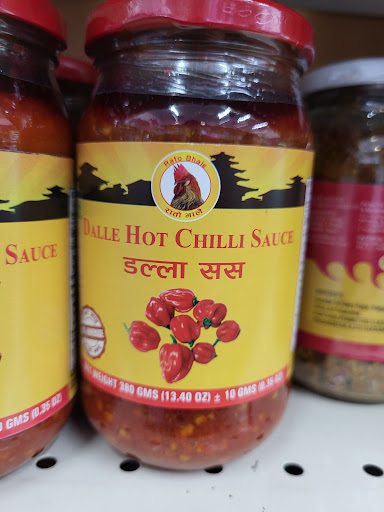 Rato Bhale
रातो भाले
DALLE HOT CHILLI SAUCE
डल्ला सस
WEIGHT 380 GMS (13.40 OZ) ± 10 GMS (0.35 OZ)
SAUCE
GMS (0.35 OZ)